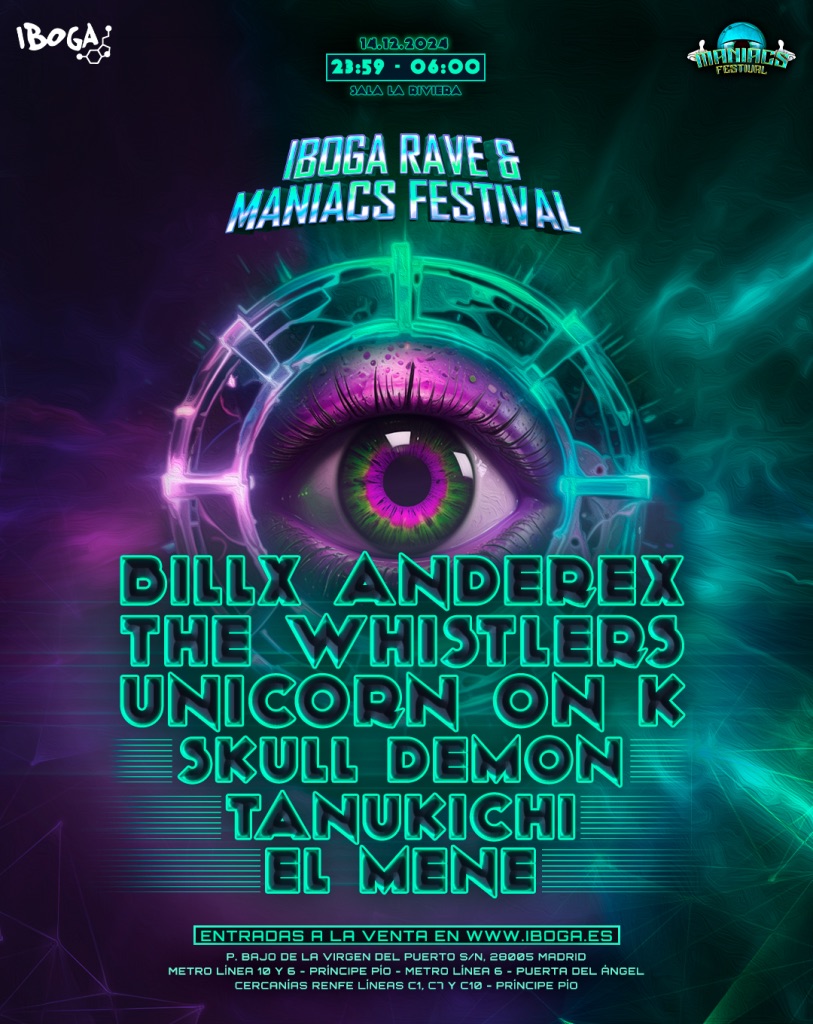 IBOGA
14.12.2024
23:59 - 06:00
SALA LA RIVIERA
MANIACS
FESTIVAL
IBOGA RAVE &
MANIACS FESTIVAL
BILLX ANDEREX
THE WHISTLERS
UNICORN ON K
SKULL DEMON
TANUKICHI
EL MENE
ENTRADAS A LA VENTA EN WWW.IBOGA.ES
P. BAJO DE LA VIRGEN DEL PUERTO S/N, 28005 MADRID
METRO LÍNEA 10 Y 6 - PRÍNCIPE PÍO - METRO LÍNEA 6 - PUERTA DEL ÁNGEL
CERCANÍAS RENFE LÍNEAS C1, C7 Y C10 - PRÍNCIPE PÍO